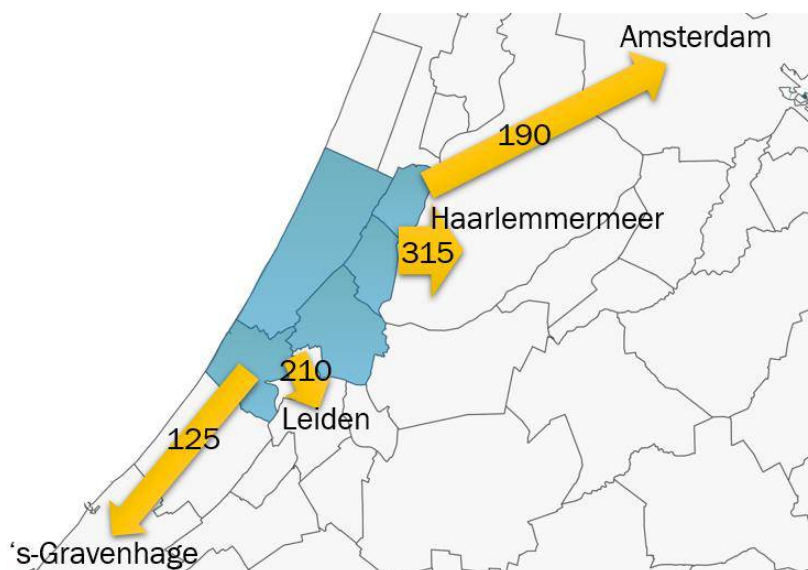 Amsterdam
190
Haarlemmermeer
315
210
Leiden
125
‘s-Gravenhage